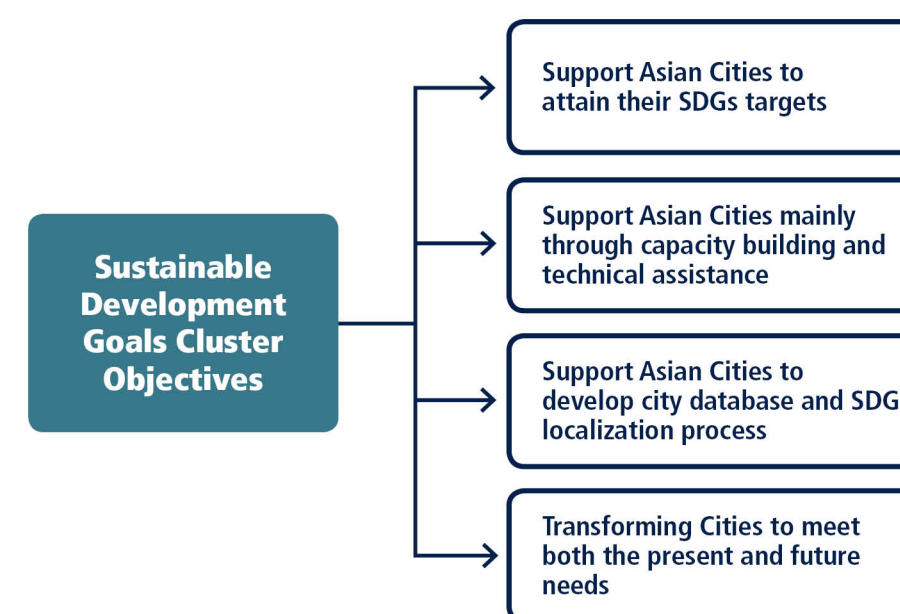 Sustainable
Development
Goals Cluster
Objectives
Support Asian Cities to
attain their SDGs targets
Support Asian Cities mainly
through capacity building and
technical assistance
Support Asian Cities to
develop city database and SDG
localization process
Transforming Cities to meet
both the present and future
needs